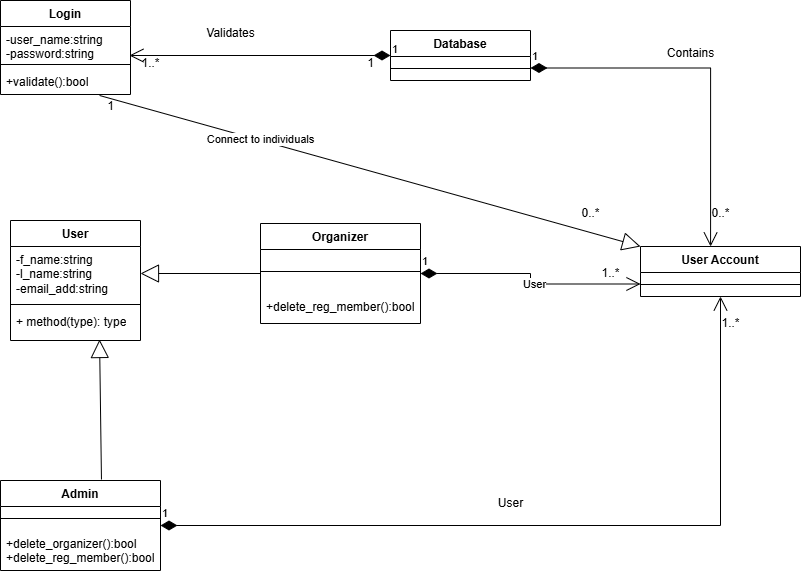 Login
-user_name:string
-password:string
+validate():bool
Validates
1..*
1
1
Database
1
Contains
1
Connect to individuals
0..*
0..*
User
-f_name:string
-l_name:string
-email_add:string
+ method(type): type
Organizer
+delete_reg_member():bool
1
User
1..*
User Account
1..*
Admin
+delete_organizer():bool
+delete_reg_member():bool
1
User